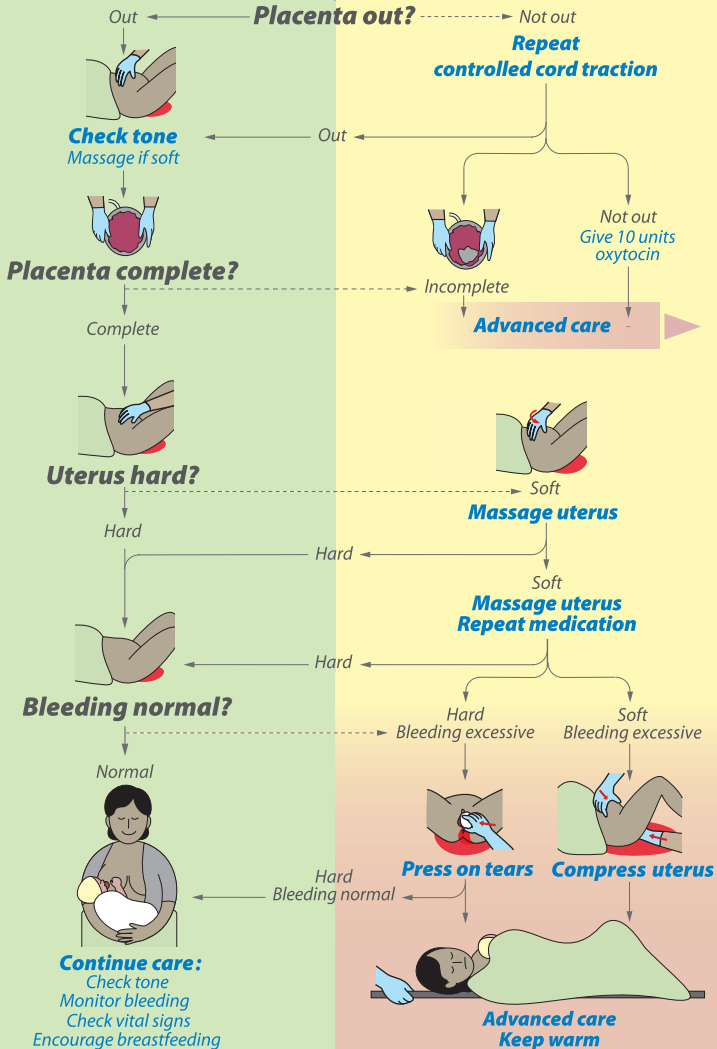 Placenta out?
Out
Not out
Repeat
controlled cord traction
Out
Check tone
Massage if soft
Not out
Give 10 units
oxytocin
Placenta complete?
Incomplete
Complete
Advanced care
Uterus hard?
Soft
Massage uterus
Hard
Hard
Soft
Massage uterus
Repeat medication
Hard
Bleeding normal?
Hard
Bleeding excessive
Soft
Bleeding excessive
Normal
Press on tears
Compress uterus
Hard
Bleeding normal
Continue care:
Check tone
Monitor bleeding
Check vital signs
Encourage breastfeeding
Advanced care
Keep warm